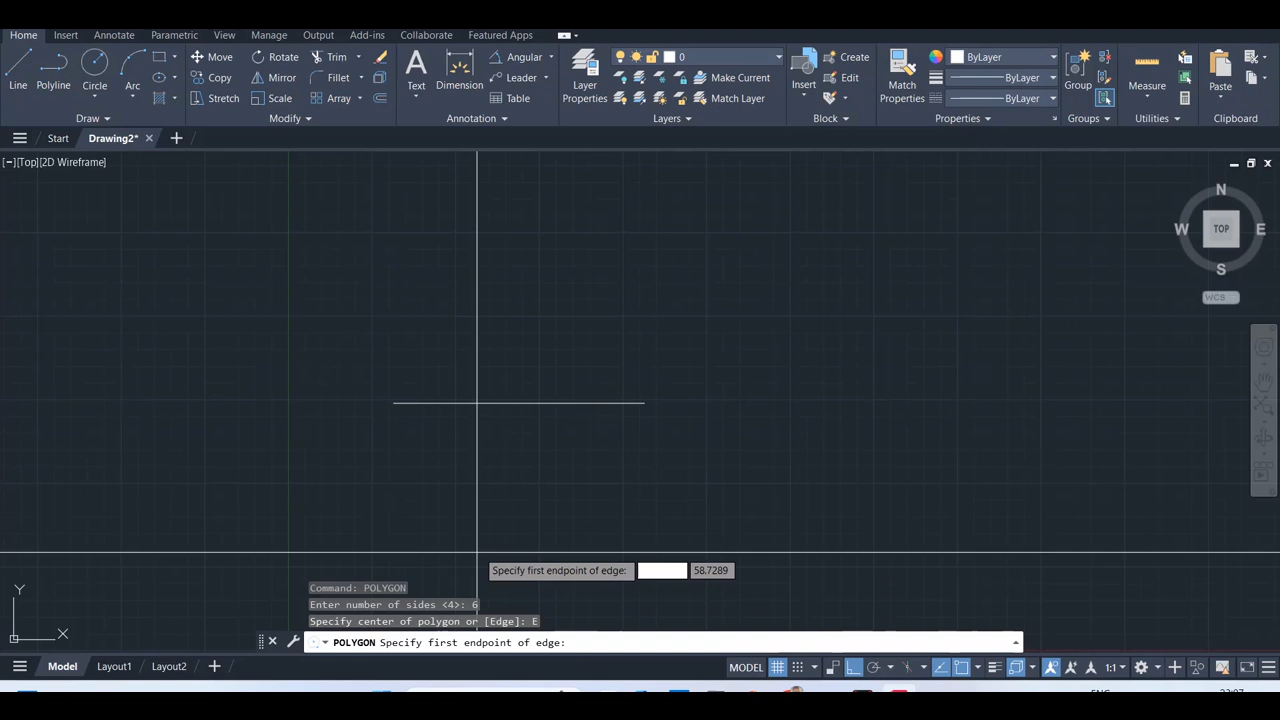 Home Insert Annotate Parametric View Manage Output Add-ins Collaborate Featured Apps
Line Polyline Circle Arc
Move Rotate Trim
Copy Mirror Fillet
Stretch Scale Array
Text Dimension
Angular
Leader
Table
Layer
Properties
0
Make Current
Match Layer
Insert
Create
Edit
Match
Properties
ByLayer
ByLayer
ByLayer
Group
Measure
Paste
Draw Modify Annotation Layers Block Properties Groups Utilities Clipboard
Start Drawing2*
[−][Top][2D Wireframe]
N
W TOP E
S
WCS
Specify first endpoint of edge: 58.7289
Y
X
Command: POLYGON
Enter number of sides <4>: 6
Specify center of polygon or [Edge]: E
POLYGON Specify first endpoint of edge:
Model Layout1 Layout2
MODEL 1:1